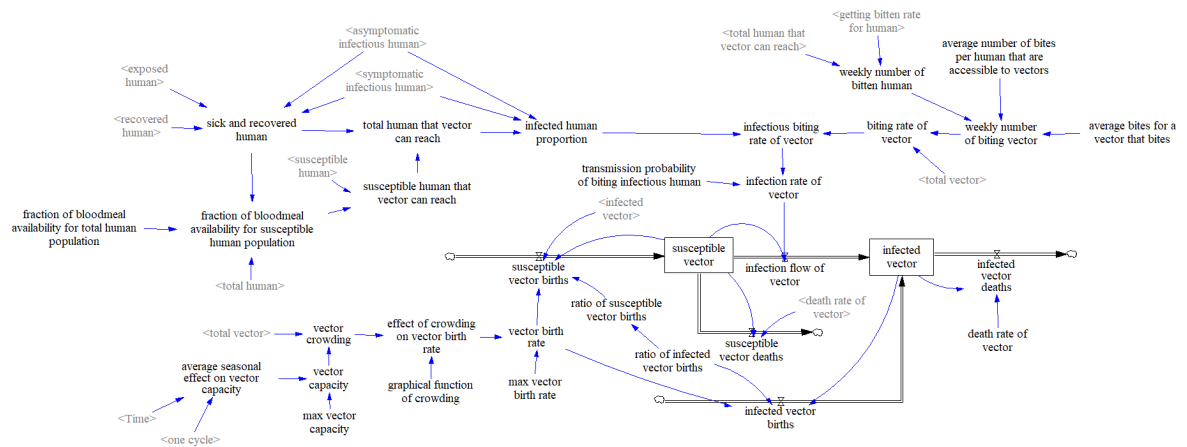 <asymptomatic
infectious human>
<getting bitten rate
for human>
<total human that
vector can reach>
average number of bites
per human that are
accessible to vectors
<exposed
human>
<symptomatic
infectious human>
weekly number of
bitten human
<recovered
human>
sick and recovered
human
total human that vector
can reach
infected human
proportion
infectious biting
rate of vector
biting rate of
vector
weekly number
of biting vector
average bites for a
vector that bites
<susceptible
human>
transmission probability
of biting infectious human
<total vector>
susceptible human that
vector can reach
infection rate of
vector
fraction of bloodmeal
availability for total human
population
fraction of bloodmeal
availability for susceptible
human population
<infected
vector>
susceptible
vector
infected
vector
susceptible
vector births
infection flow of
vector
infected
vector
deaths
<total human>
ratio of susceptible
vector births
<death rate of
vector>
<total vector>
vector
crowding
effect of crowding
on vector birth
rate
vector birth
rate
susceptible
vector deaths
death rate of
vector
average seasonal
effect on vector
capacity
vector
capacity
ratio of infected
vector births
graphical function
of crowding
max vector
birth rate
<Time>
max vector
capacity
infected vector
births
<one cycle>